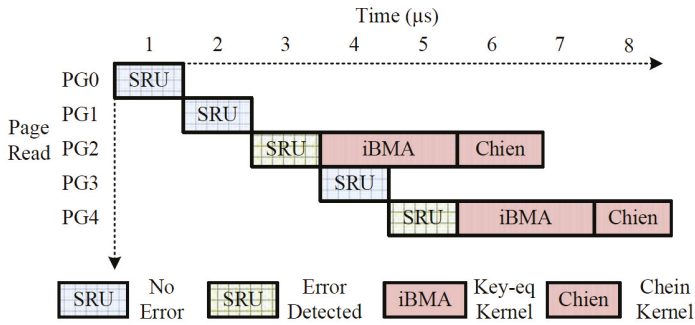 Time (µs)
1 2 3 4 5 6 7 8
PG0 SRU
PG1 SRU
Page Read
PG2 SRU iBMA Chien
PG3 SRU
PG4 SRU iBMA Chien
SRU No Error SRU Error Detected iBMA Key-eq Kernel Chien Chein Kernel